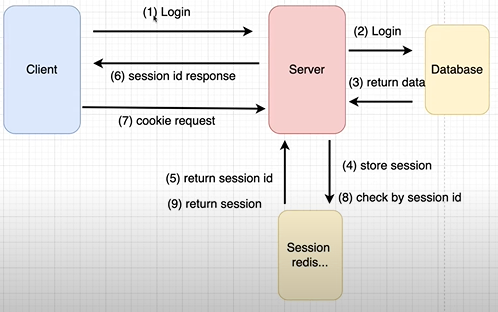 (1) Login
(2) Login
Client
Server
Database
(6) session id response
(3) return data
(7) cookie request
(4) store session
(5) return session id
(8) check by session id
(9) return session
Session
redis...